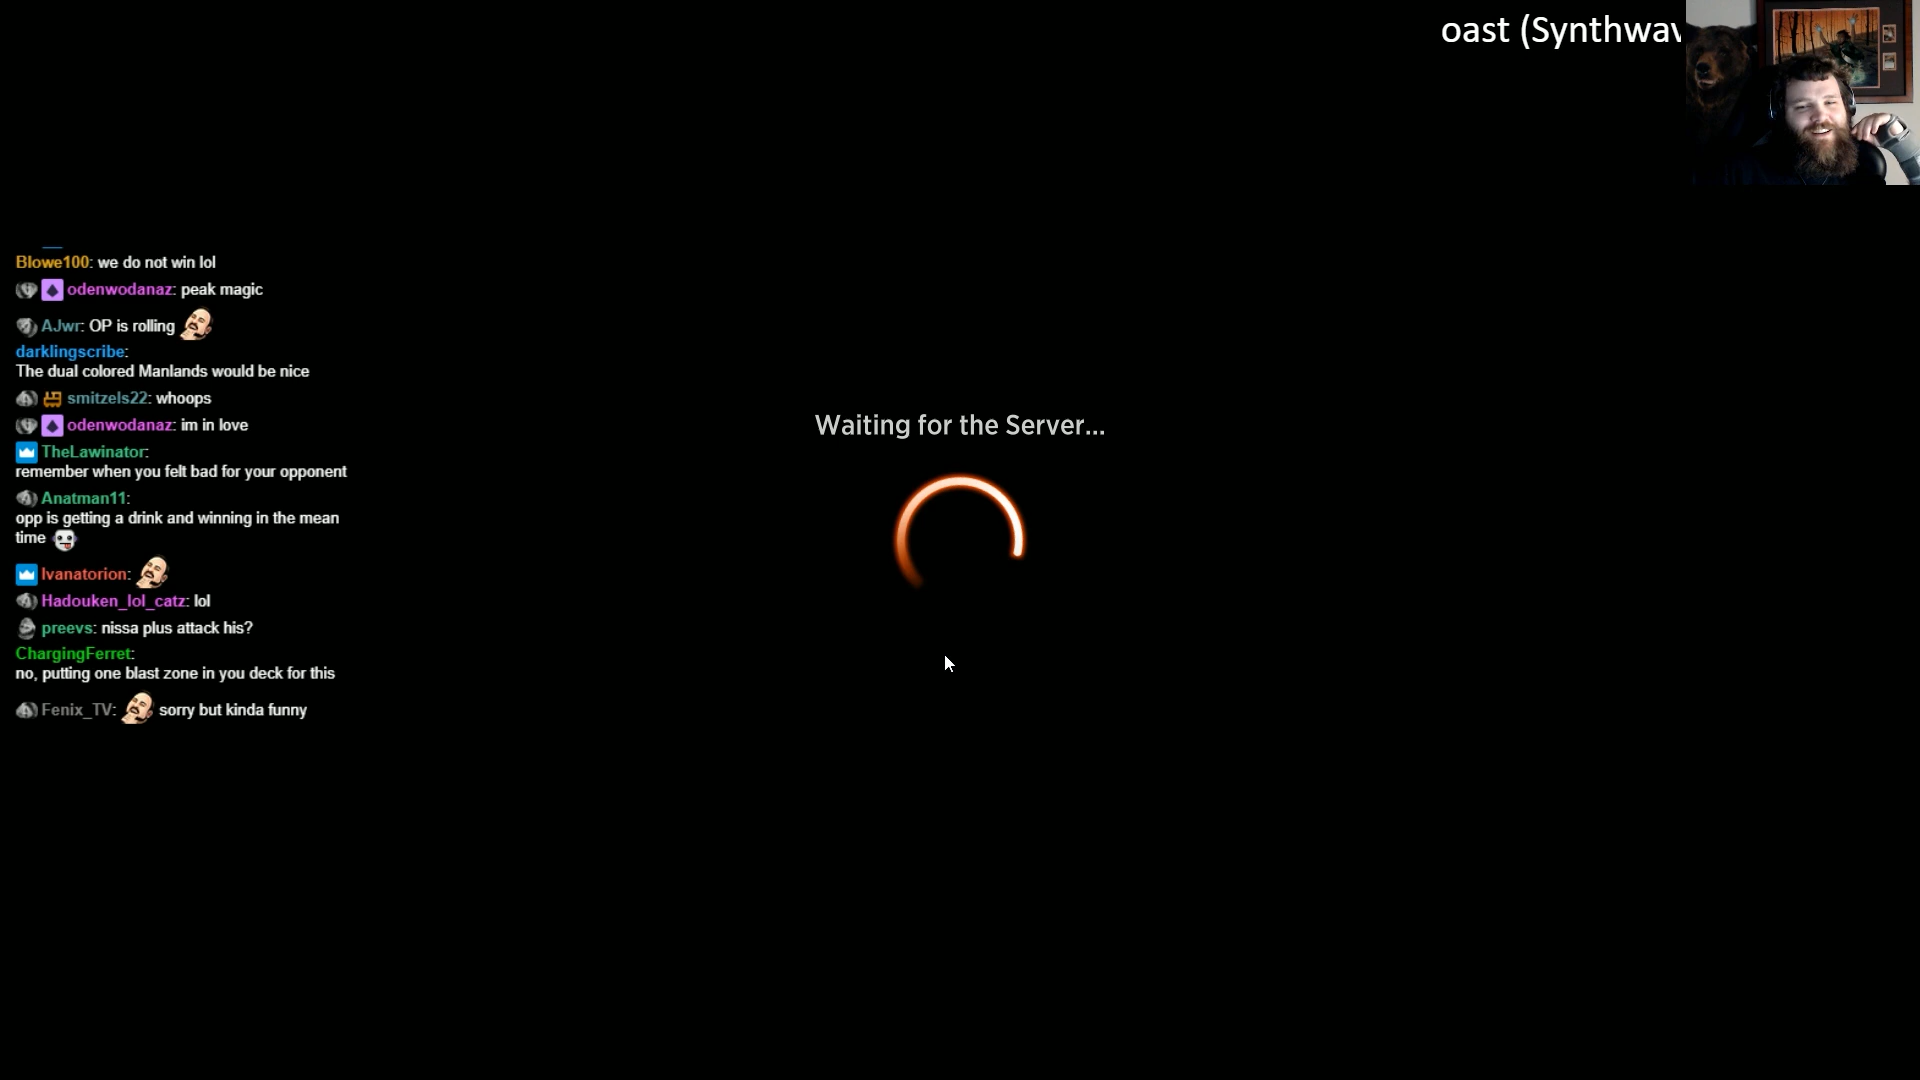 oast (Synthwav
Blowe100: we do not win lol
odenwodanaz: peak magic
AJwr: OP is rolling
darklingscribe:
The dual colored Manlands would be nice
smitzels22: whoops
odenwodanaz: im in love
TheLawinator:
remember when you felt bad for your opponent
Anatman11:
opp is getting a drink and winning in the mean
time
Ivanatorion:
Hadouken_lol_catz: lol
preevs: nissa plus attack his?
ChargingFerret:
no, putting one blast zone in you deck for this
Fenix_TV: sorry but kinda funny
Waiting for the Server...